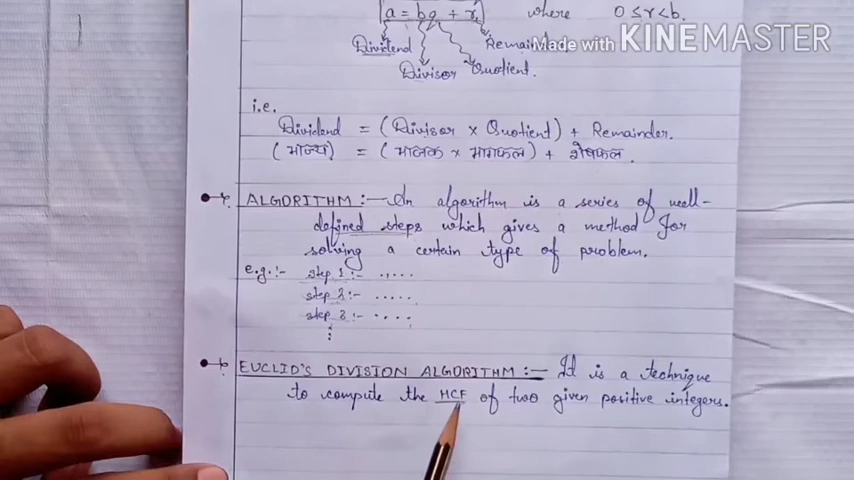 a = bq + r, where 0 ≤ r < b.
Dividend Remainder
Made with KINEMASTER
Divisor Quotient.
i.e.
Dividend = (Divisor × Quotient) + Remainder.
(भाज्य) = (भाजक × भागफल) + शेषफल.
ALGORITHM :— An algorithm is a series of well-
defined steps which gives a method for
solving a certain type of problem.
e.g.:- step 1:- .....
step 2:- .....
step 3:- ....
EUCLID'S DIVISION ALGORITHM :— It is a technique
to compute the HCF of two given positive integers.